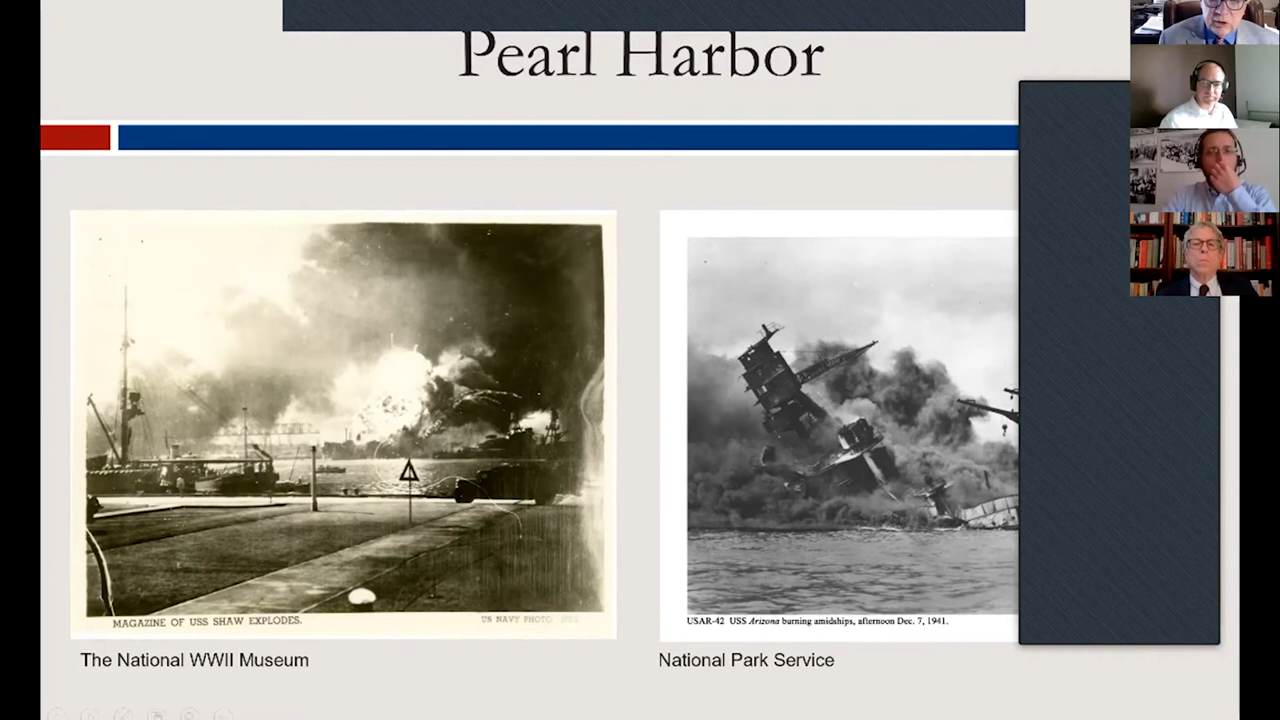 Pearl Harbor
MAGAZINE OF USS SHAW EXPLODES.
US NAVY PHOTO
USAR-42 USS Arizona burning amidships, afternoon Dec. 7, 1941.
The National WWII Museum
National Park Service